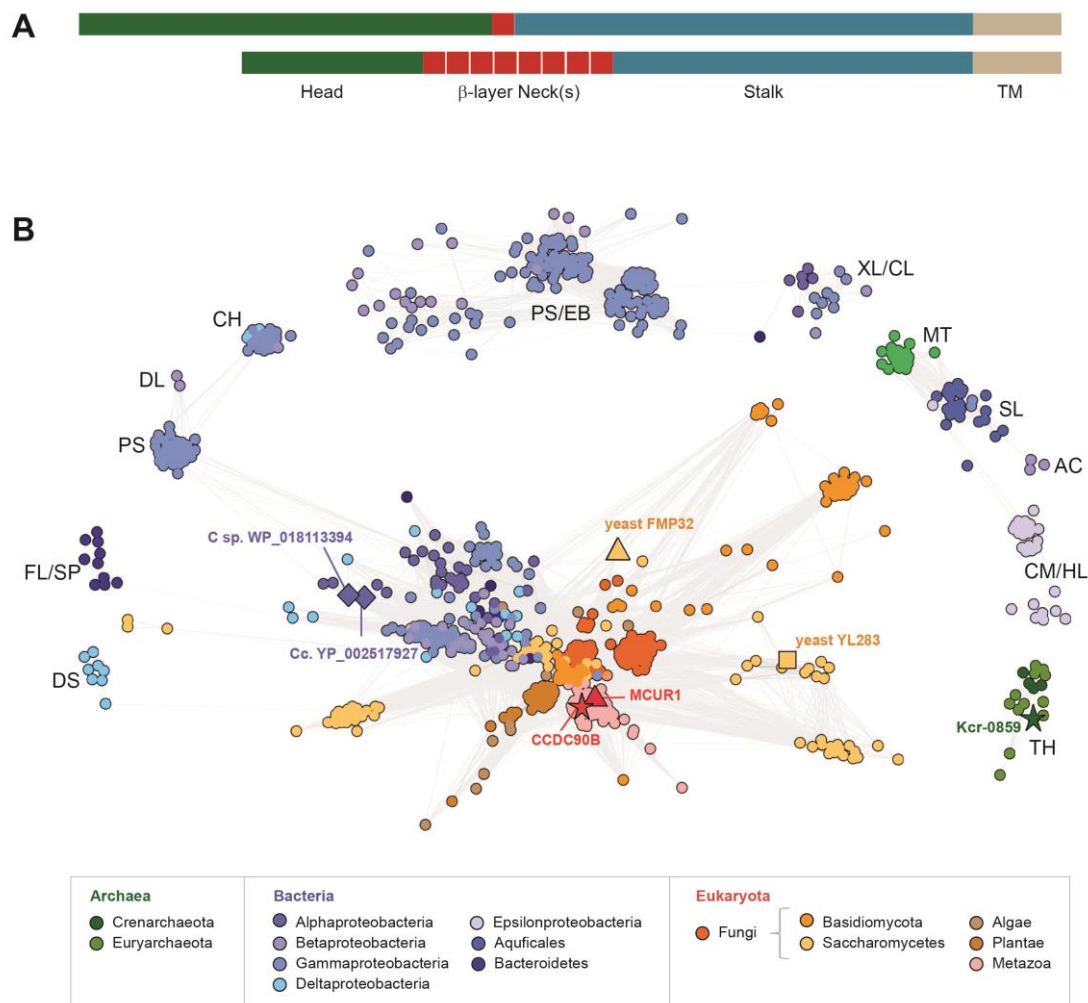 A
Head β-layer Neck(s) Stalk TM
B
XL/CL
PS/EB
CH
MT
DL
SL
PS
AC
yeast FMP32
C sp. WP_018113394
FL/SP
CM/HL
Cc. YP_002517927
yeast YL283
DS
MCUR1
Kcr-0859
CCDC90B
TH
Archaea
Crenarchaeota
Euryarchaeota
Bacteria
Alphaproteobacteria
Betaproteobacteria
Gammaproteobacteria
Deltaproteobacteria
Epsilonproteobacteria
Aquficales
Bacteroidetes
Eukaryota
Fungi
Basidiomycota
Saccharomycetes
Algae
Plantae
Metazoa